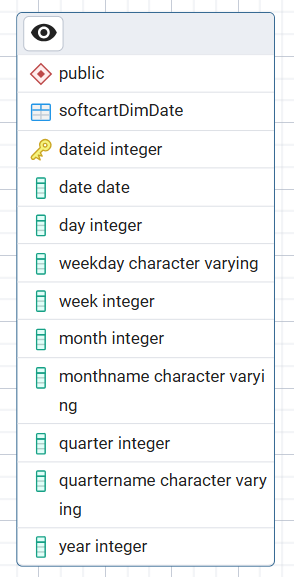 public
softcartDimDate
dateid integer
date date
day integer
weekday character varying
week integer
month integer
monthname character varyi
ng
quarter integer
quartername character vary
ing
year integer